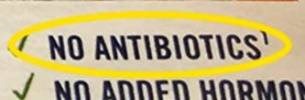 ✓ NO ANTIBIOTICS¹
✓ NO ADDED